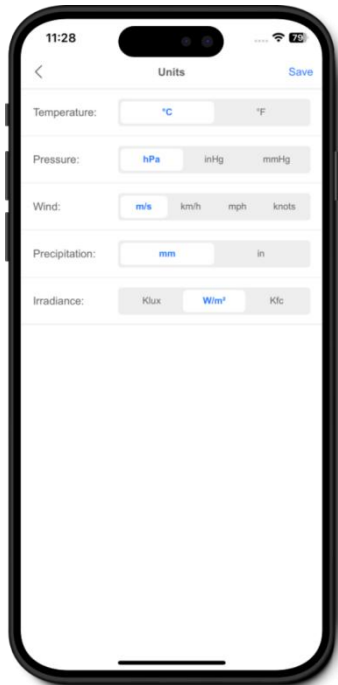 11:28 79
Units Save
Temperature: °C °F
Pressure: hPa inHg mmHg
Wind: m/s km/h mph knots
Precipitation: mm in
Irradiance: Klux W/m² Kfc